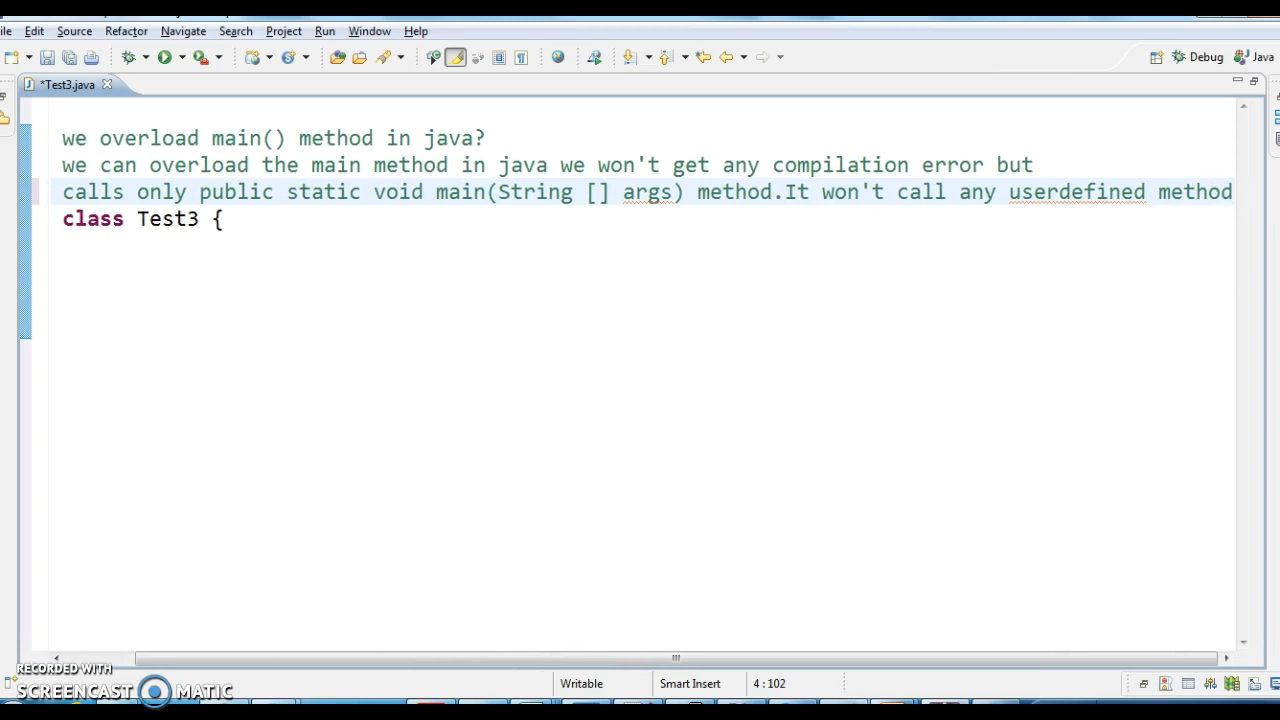 ile Edit Source Refactor Navigate Search Project Run Window Help
Debug Java
*Test3.java
we overload main() method in java?
we can overload the main method in java we won't get any compilation error but
calls only public static void main(String [] args) method.It won't call any userdefined method
class Test3 {
RECORDED WITH
SCREENCAST MATIC
Writable Smart Insert 4 : 102